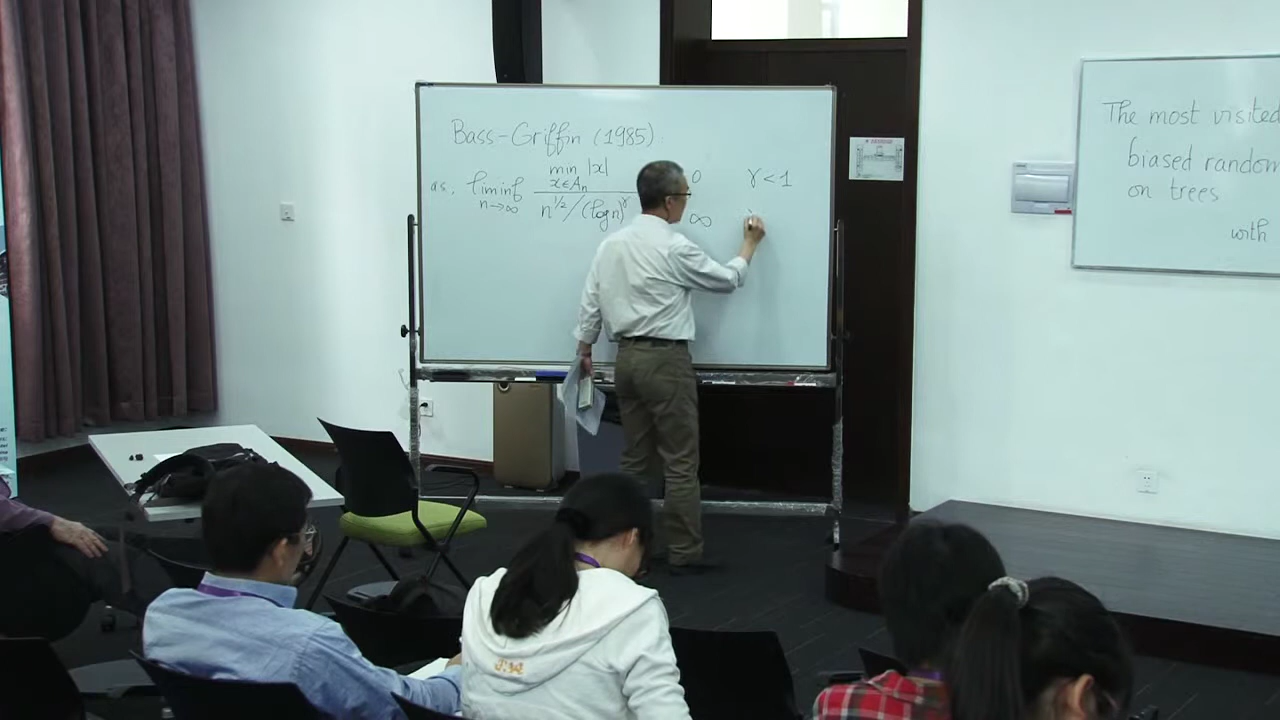 Bass-Griffin (1985)
a.s. liminf n→∞ min x∈Aₙ |x| / n^{1/2}/(log n)^γ
0 γ<1
∞
The most visited
biased random
on trees
with